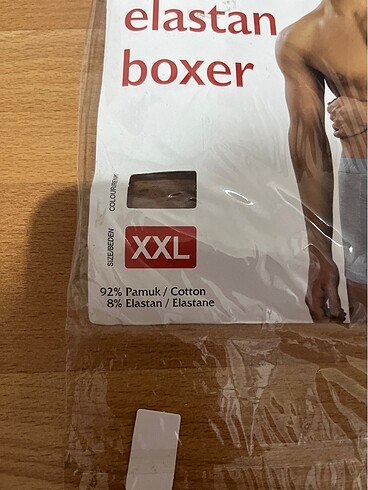 elastan
boxer
COLOUR/RENK
SIZE/BEDEN
XXL
92% Pamuk / Cotton
8% Elastan / Elastane